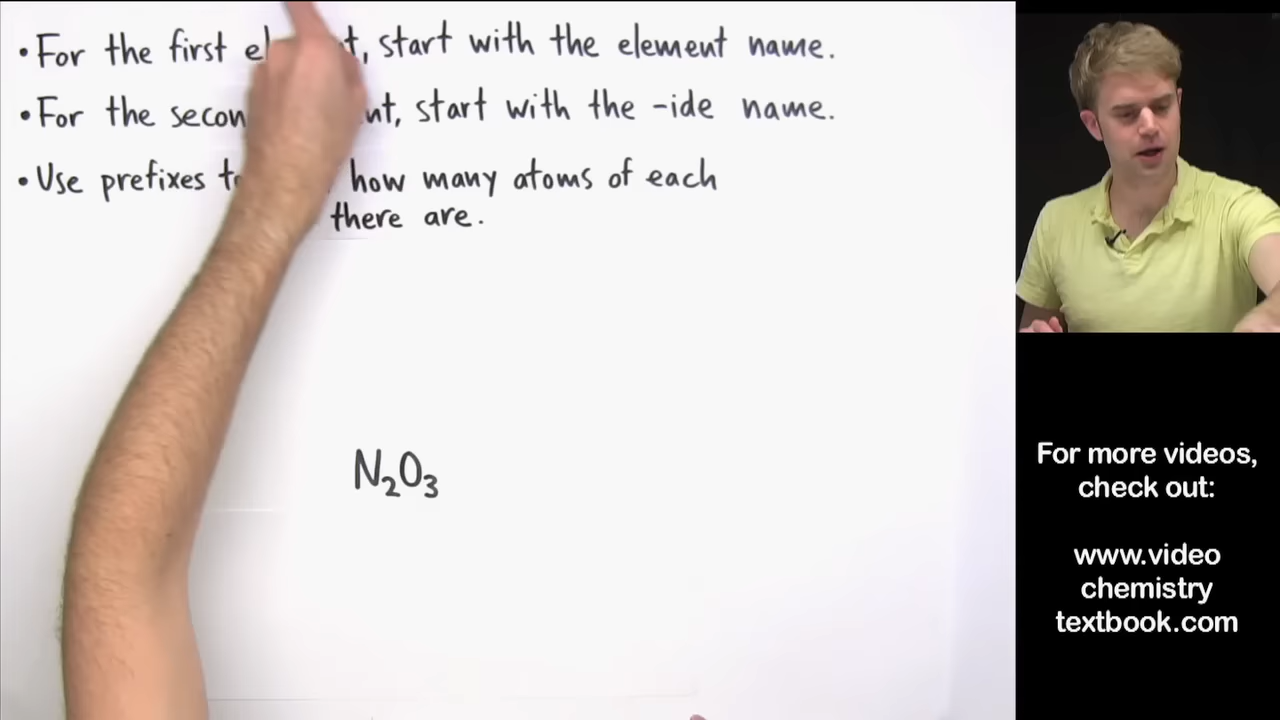 •For the first el t, start with the element name.
•For the secon nt, start with the -ide name.
•Use prefixes t how many atoms of each
there are.
N₂O₃
For more videos,
check out:
www.video
chemistry
textbook.com